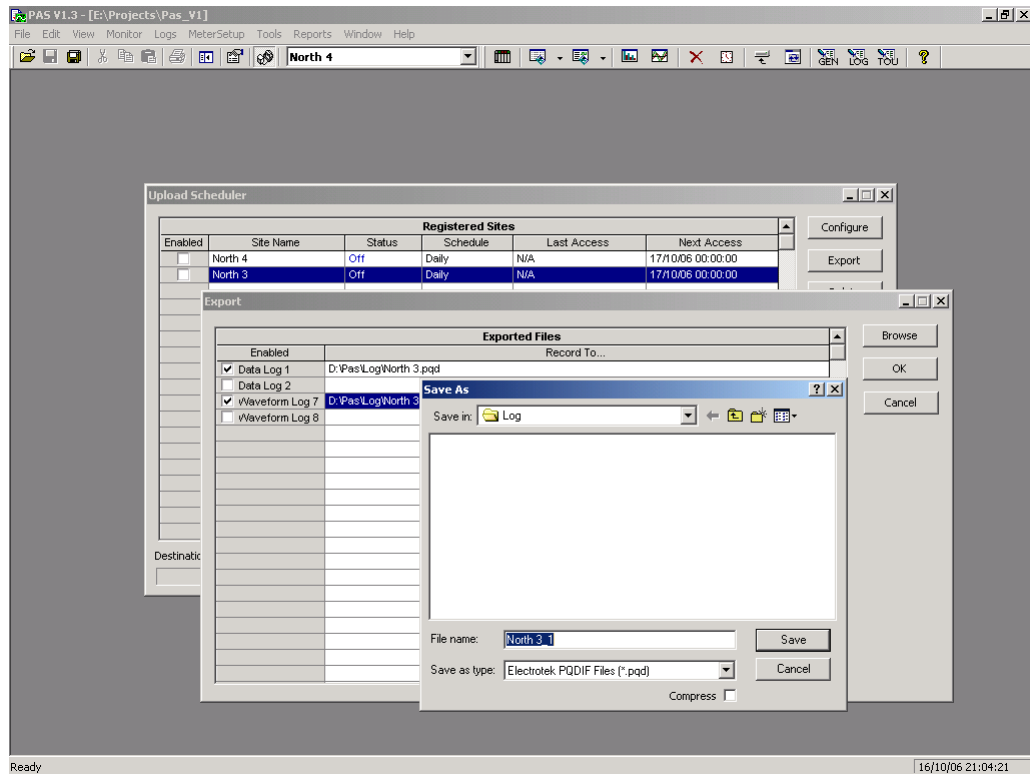 PAS V1.3 - [E:\Projects\Pas_V1]
File Edit View Monitor Logs MeterSetup Tools Reports Window Help
North 4
GEN LOG TOU
Upload Scheduler
Registered Sites
Enabled Site Name Status Schedule Last Access Next Access
North 4 Off Daily N/A 17/10/06 00:00:00
North 3 Off Daily N/A 17/10/06 00:00:00
Configure
Export
Destinatio
Export
Exported Files
Enabled Record To...
Data Log 1 D:\Pas\Log\North 3.pqd
Data Log 2
Waveform Log 7 D:\Pas\Log\North 3
Waveform Log 8
Browse
OK
Cancel
Save As
Save in: Log
File name: North 3_1
Save
Save as type: Electrotek PQDIF Files (*.pqd)
Cancel
Compress
Ready
16/10/06 21:04:21